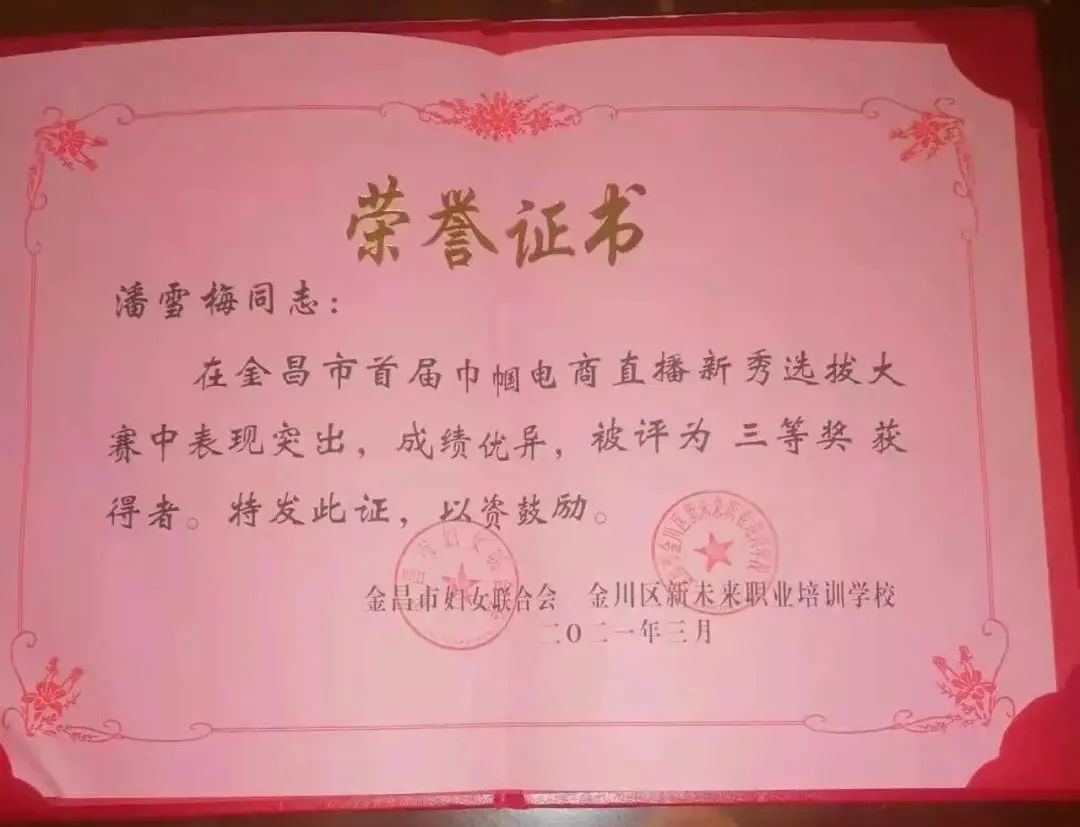 荣誉证书
潘雪梅同志：
在金昌市首届巾帼电商直播新秀选拔大
赛中表现突出，成绩优异，被评为 三等奖 获
得者。特发此证，以资鼓励。
金昌市妇女联合会 金川区新未来职业培训学校
二〇二一年三月